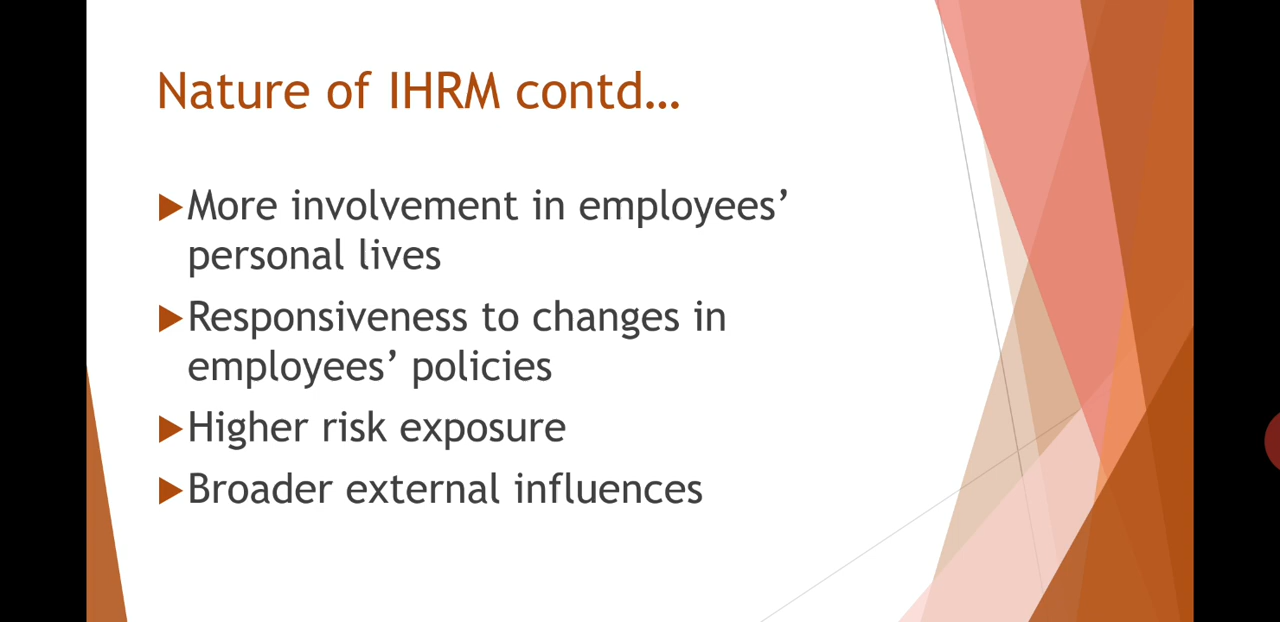 Nature of IHRM contd…
More involvement in employees’
personal lives
Responsiveness to changes in
employees’ policies
Higher risk exposure
Broader external influences